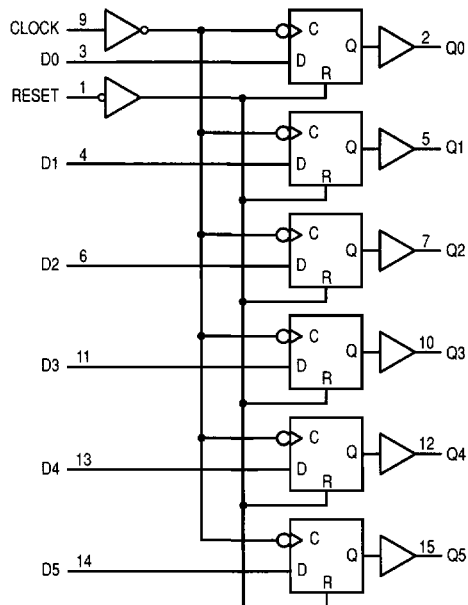 CLOCK 9 C Q 2 Q0
D0 3 D
RESET 1 R
C Q 5 Q1
D1 4 D
R
C Q 7 Q2
D2 6 D
R
C Q 10 Q3
D3 11 D
R
C Q 12 Q4
D4 13 D
R
C Q 15 Q5
D5 14 D
R